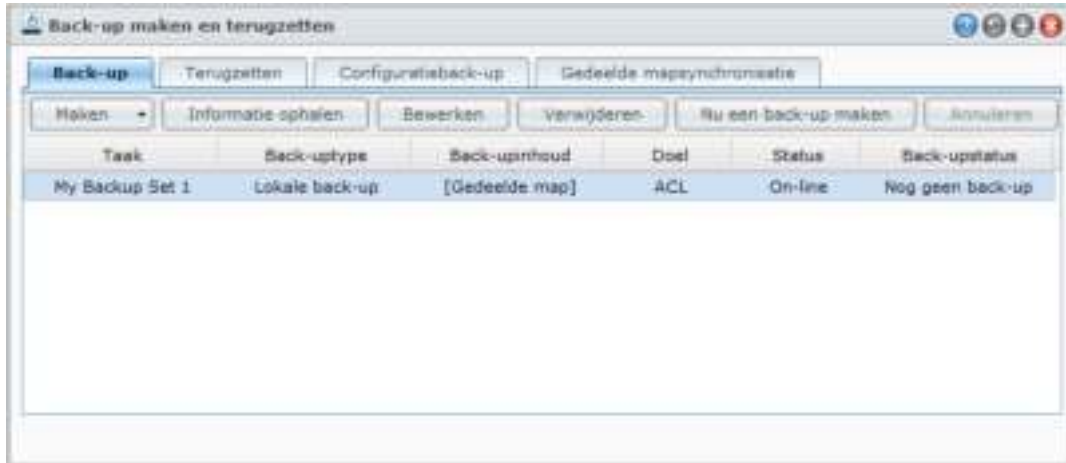 Back-up maken en terugzetten
Back-up Terugzetten Configuratieback-up Gedeelde mapsynchronisatie
Maken Informatie ophalen Bewerken Verwijderen Nu een back-up maken Annuleren
Taak Back-uptype Back-upinhoud Doel Status Back-upstatus
My Backup Set 1 Lokale back-up [Gedeelde map] ACL On-line Nog geen back-up